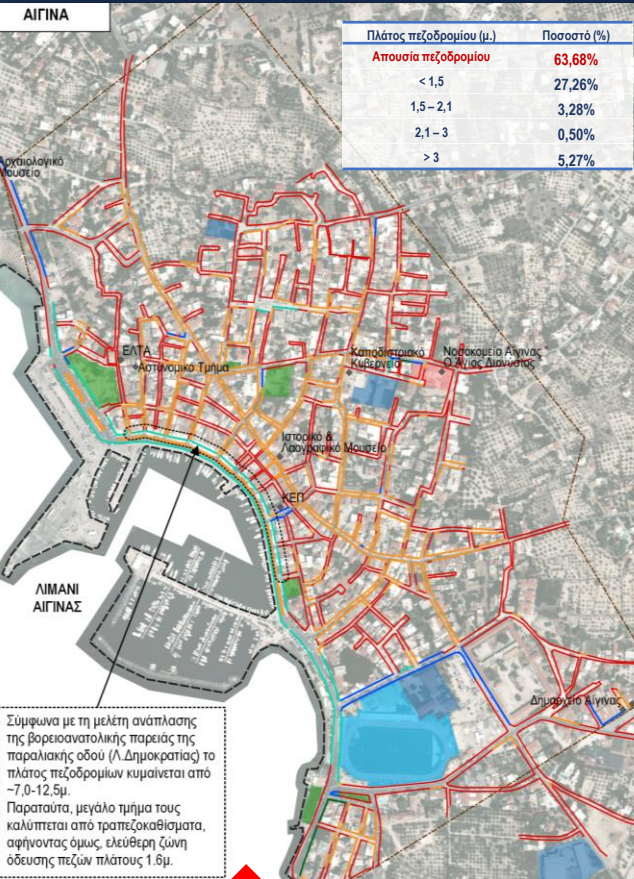 ΑΙΓΙΝΑ
Πλάτος πεζοδρομίου (μ.) Ποσοστό (%)
Απουσία πεζοδρομίου 63,68%
< 1,5 27,26%
1,5 – 2,1 3,28%
2,1 – 3 0,50%
> 3 5,27%
Αρχαιολογικό
Μουσείο
ΕΛΤΑ
Αστυνομικό Τμήμα
Καποδιστριακό
Κυβερνείο
Νοσοκομείο Αίγινας
Ο Άγιος Διονύσιος
Ιστορικό &
Λαογραφικό Μουσείο
ΚΕΠ
ΛΙΜΑΝΙ
ΑΙΓΙΝΑΣ
Δημαρχείο Αίγινας
Σύμφωνα με τη μελέτη ανάπλασης
της βορειοανατολικής παρειάς της
παραλιακής οδού (Λ.Δημοκρατίας) το
πλάτος πεζοδρομίων κυμαίνεται από
~7,0-12,5μ.
Παραταύτα, μεγάλο τμήμα τους
καλύπτεται από τραπεζοκαθίσματα,
αφήνοντας όμως, ελεύθερη ζώνη
όδευσης πεζών πλάτους 1.6μ.